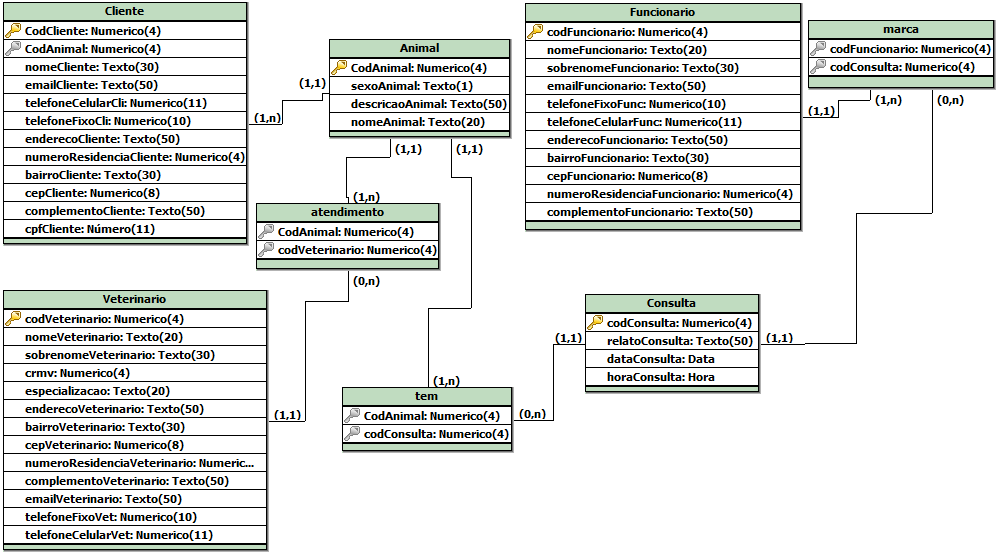 Cliente
CodCliente: Numerico(4)
CodAnimal: Numerico(4)
nomeCliente: Texto(30)
emailCliente: Texto(50)
telefoneCelularCli: Numerico(11)
telefoneFixoCli: Numerico(10)
enderecoCliente: Texto(50)
numeroResidenciaCliente: Numerico(4)
bairroCliente: Texto(30)
cepCliente: Numerico(8)
complementoCliente: Texto(50)
cpfCliente: Número(11)
(1,n)
(1,1)
Animal
CodAnimal: Numerico(4)
sexoAnimal: Texto(1)
descricaoAnimal: Texto(50)
nomeAnimal: Texto(20)
(1,1)
(1,1)
Funcionario
codFuncionario: Numerico(4)
nomeFuncionario: Texto(20)
sobrenomeFuncionario: Texto(30)
emailFuncionario: Texto(50)
telefoneFixoFunc: Numerico(10)
telefoneCelularFunc: Numerico(11)
enderecoFuncionario: Texto(50)
bairroFuncionario: Texto(30)
cepFuncionario: Numerico(8)
numeroResidenciaFuncionario: Numerico(4)
complementoFuncionario: Texto(50)
(1,1)
marca
codFuncionario: Numerico(4)
codConsulta: Numerico(4)
(1,n)
(0,n)
(1,n)
atendimento
CodAnimal: Numerico(4)
codVeterinario: Numerico(4)
(0,n)
Veterinario
codVeterinario: Numerico(4)
nomeVeterinario: Texto(20)
sobrenomeVeterinario: Texto(30)
crmv: Numerico(4)
especializacao: Texto(20)
enderecoVeterinario: Texto(50)
bairroVeterinario: Texto(30)
cepVeterinario: Numerico(8)
numeroResidenciaVeterinario: Numeric...
complementoVeterinario: Texto(50)
emailVeterinario: Texto(50)
telefoneFixoVet: Numerico(10)
telefoneCelularVet: Numerico(11)
(1,1)
(1,n)
tem
CodAnimal: Numerico(4)
codConsulta: Numerico(4)
(0,n)
(1,1)
Consulta
codConsulta: Numerico(4)
relatoConsulta: Texto(50)
dataConsulta: Data
horaConsulta: Hora
(1,1)